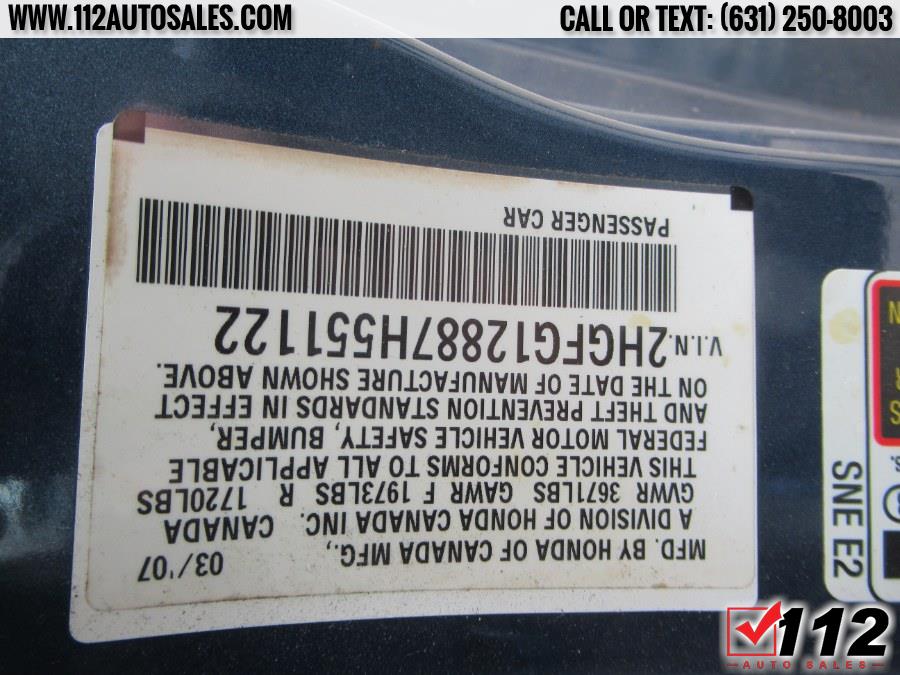 WWW.112AUTOSALES.COM
CALL OR TEXT: (631) 250-8003
MFD. BY HONDA OF CANADA MFG., 03/'07
A DIVISION OF HONDA CANADA INC. CANADA
GVWR 3671LBS GAWR F 1973LBS R 1720LBS
THIS VEHICLE CONFORMS TO ALL APPLICABLE
FEDERAL MOTOR VEHICLE SAFETY, BUMPER,
AND THEFT PREVENTION STANDARDS IN EFFECT
ON THE DATE OF MANUFACTURE SHOWN ABOVE.
V.I.N. 2HGFG12887H551122
PASSENGER CAR
SNE E2
112
AUTO SALES